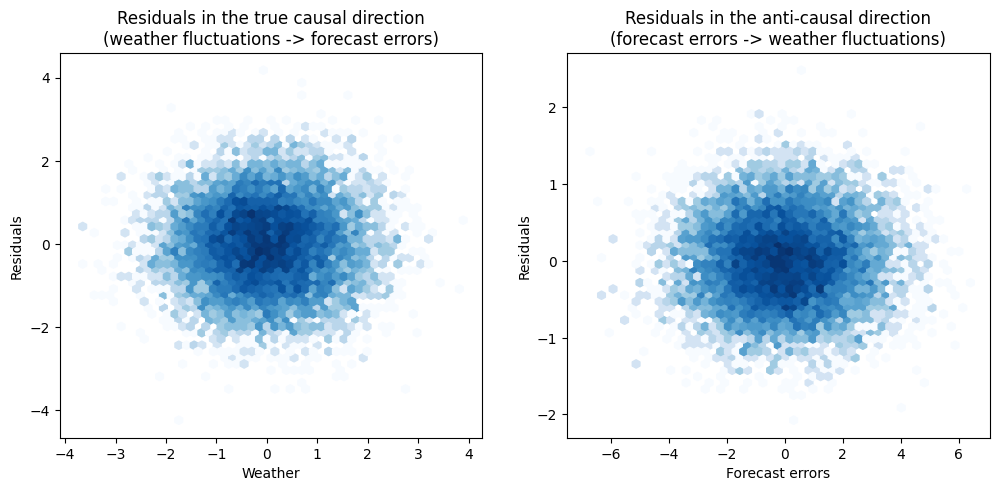 Residuals in the true causal direction
(weather fluctuations -> forecast errors)
Residuals
4
2
0
−2
−4
−4 −3 −2 −1 0 1 2 3 4
Weather
Residuals in the anti-causal direction
(forecast errors -> weather fluctuations)
Residuals
2
1
0
−1
−2
−6 −4 −2 0 2 4 6
Forecast errors